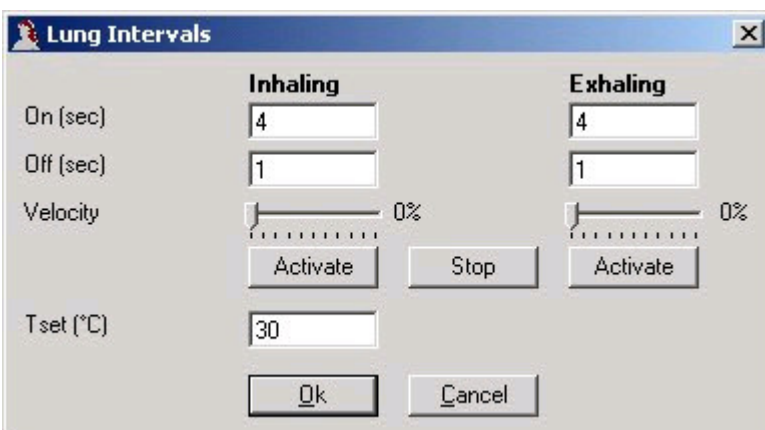 Lung Intervals
Inhaling Exhaling
On (sec) 4 4
Off (sec) 1 1
Velocity 0% 0%
Activate Stop Activate
Tset (°C) 30
Ok Cancel